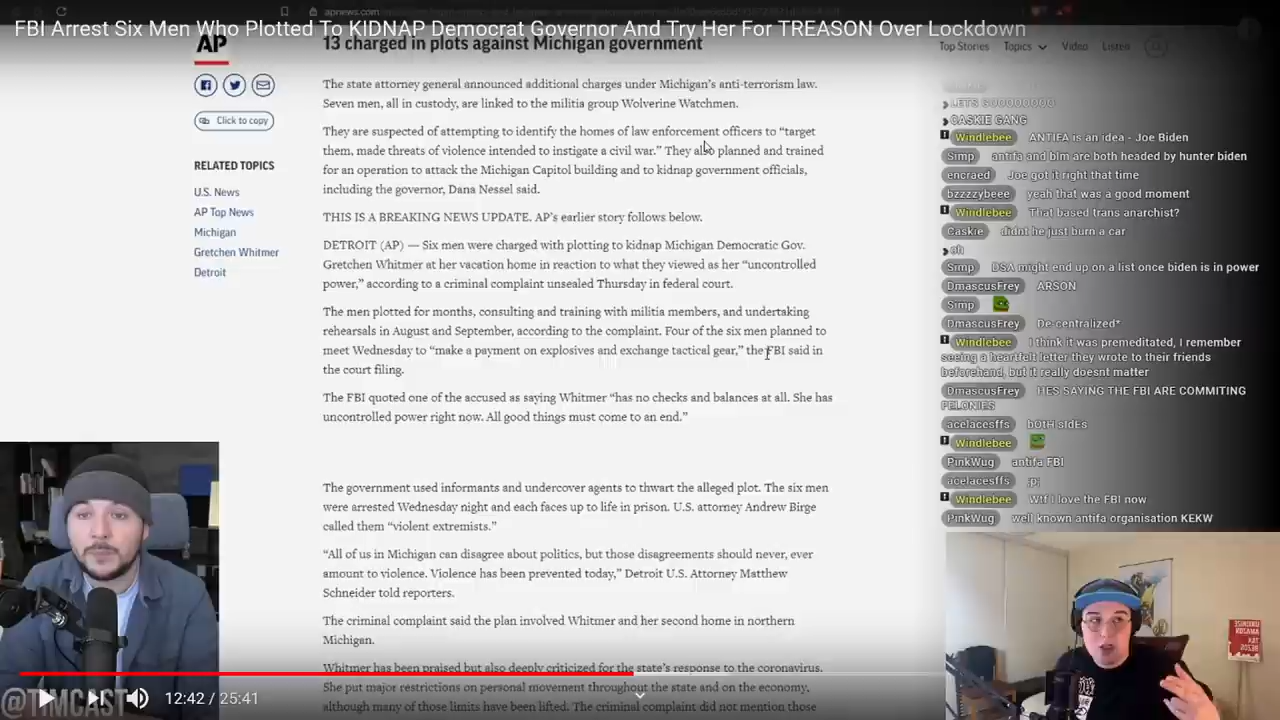 FBI Arrest Six Men Who Plotted To KIDNAP Democrat Governor And Try Her For TREASON Over Lockdown
AP
13 charged in plots against Michigan government
Top Stories Topics Video Listen
The state attorney general announced additional charges under Michigan's anti-terrorism law.
Seven men, all in custody, are linked to the militia group Wolverine Watchmen.
They are suspected of attempting to identify the homes of law enforcement officers to “target
them, made threats of violence intended to instigate a civil war.” They also planned and trained
for an operation to attack the Michigan Capitol building and to kidnap government officials,
including the governor, Dana Nessel said.
THIS IS A BREAKING NEWS UPDATE. AP's earlier story follows below.
DETROIT (AP) — Six men were charged with plotting to kidnap Michigan Democratic Gov.
Gretchen Whitmer at her vacation home in reaction to what they viewed as her “uncontrolled
power,” according to a criminal complaint unsealed Thursday in federal court.
The men plotted for months, consulting and training with militia members, and undertaking
rehearsals in August and September, according to the complaint. Four of the six men planned to
meet Wednesday to “make a payment on explosives and exchange tactical gear,” the FBI said in
the court filing.
The FBI quoted one of the accused as saying Whitmer “has no checks and balances at all. She has
uncontrolled power right now. All good things must come to an end.”
The government used informants and undercover agents to thwart the alleged plot. The six men
were arrested Wednesday night and each faces up to life in prison. U.S. attorney Andrew Birge
called them “violent extremists.”
“All of us in Michigan can disagree about politics, but those disagreements should never, ever
amount to violence. Violence has been prevented today,” Detroit U.S. Attorney Matthew
Schneider told reporters.
The criminal complaint said the plan involved Whitmer and her second home in northern
Michigan.
Whitmer has been praised but also deeply criticized for the state's response to the coronavirus.
She put major restrictions on personal movement throughout the state and on the economy,
although many of those limits have been lifted. The criminal complaint did not mention those
Click to copy
RELATED TOPICS
U.S. News
AP Top News
Michigan
Gretchen Whitmer
Detroit
LETS GOOOOOOOO
CASKIE GANG
Windlebee ANTIFA is an idea - Joe Biden
Simp antifa and blm are both headed by hunter biden
encraed Joe got it right that time
bzzzzybeee yeah that was a good moment
Windlebee That based trans anarchist?
Caskie didnt he just burn a car
oh
Simp DSA might end up on a list once biden is in power
DmascusFrey ARSON
Simp
DmascusFrey De-centralized*
Windlebee I think it was premeditated, I remember
seeing a heartfelt letter they wrote to their friends
beforehand, but it really doesnt matter
DmascusFrey HES SAYING THE FBI ARE COMMITING
FELONIES
acelacesffs bOtH sIdEs
Windlebee
PinkWug antifa FBI
acelacesffs ;p;
Windlebee Wtf I love the FBI now
PinkWug well known antifa organisation KEKW
UNIONIZE
AMAZON
TAX
BEZOS
12:42 / 25:41
@TIMCAST